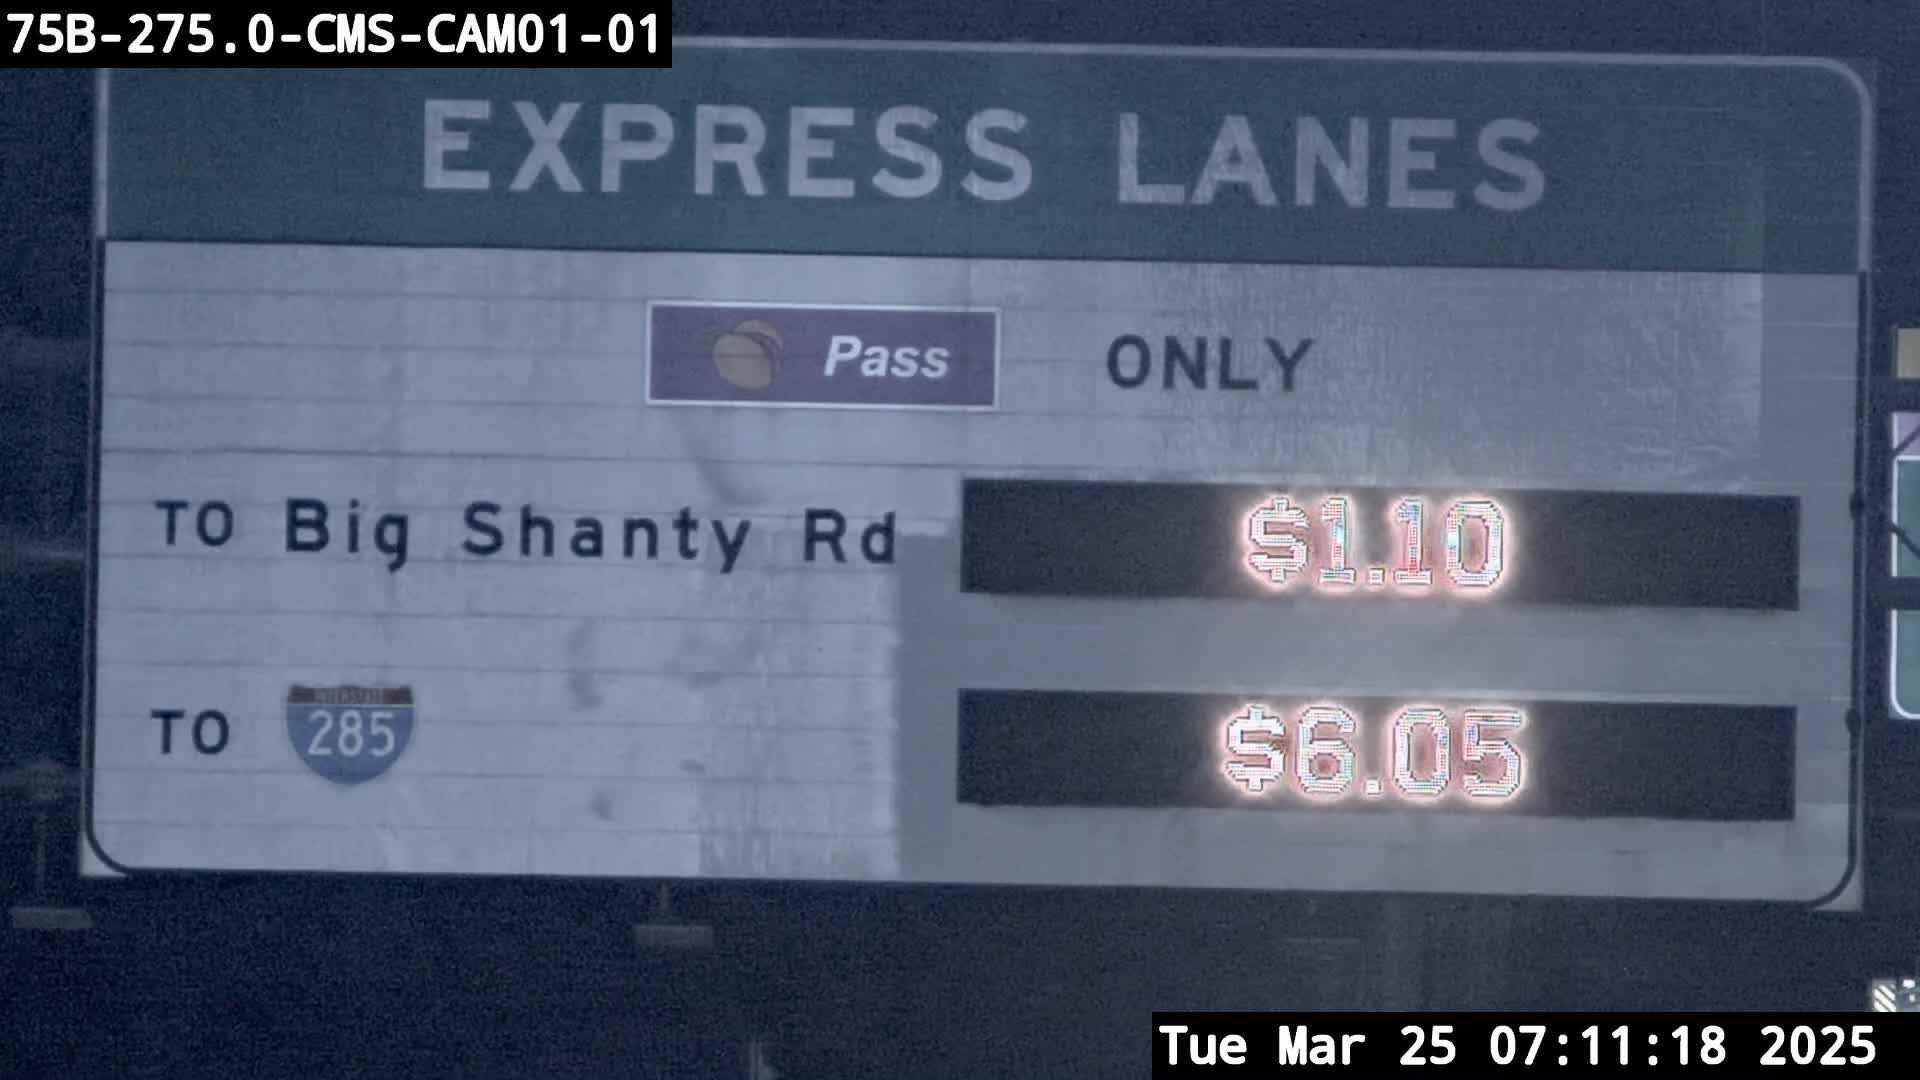 75B-275.0-CMS-CAM01-01
EXPRESS LANES
Pass ONLY
TO Big Shanty Rd $1.10
INTERSTATE
TO 285 $6.05
Tue Mar 25 07:11:18 2025